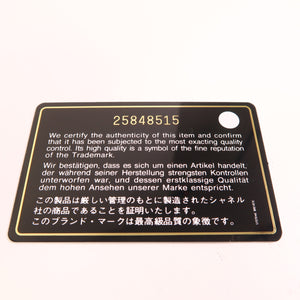 25848515
We certify the authenticity of this item and confirm
that it has been subjected to the most exacting quality
control. Its high quality is a symbol of the fine reputation
of the Trademark.
Wir bestätigen, dass es sich um einen Artikel handelt,
der während seiner Herstellung strengsten Kontrollen
unterworfen war, und dessen erstklassige Qualität
dem hohen Ansehen unserer Marke entspricht.
この製品は厳しい管理のもとに製造されたシャネル
社の商品であることを証明いたします。
このブランド・マークは最高級品質の象徴です。